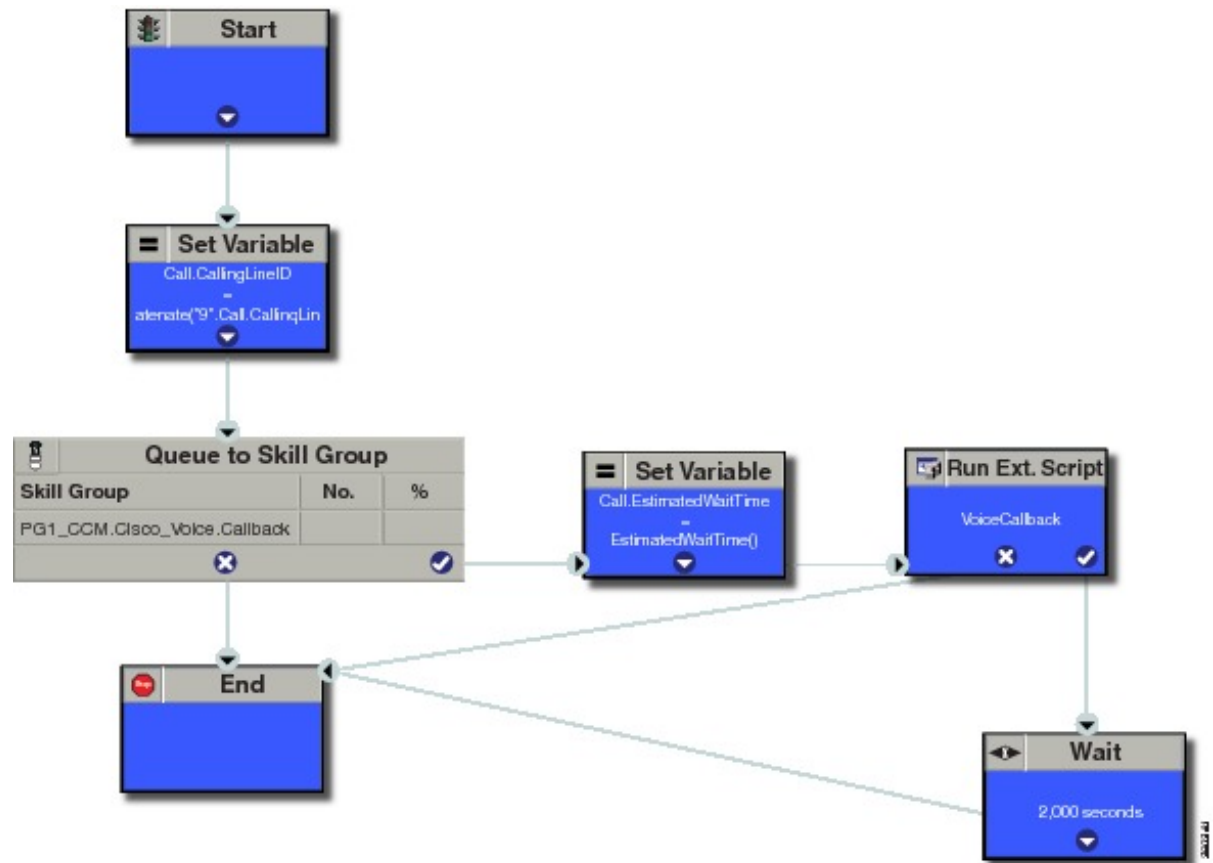 Start
Set Variable
Call.CallingLineID
=
atenate("9".Call.CallingLin
Queue to Skill Group
Skill Group No. %
PG1_CCM.Cisco_Voice.Callback
Set Variable
Call.EstimatedWaitTime
=
EstimatedWaitTime()
Run Ext. Script
VoiceCallback
End
Wait
2,000 seconds